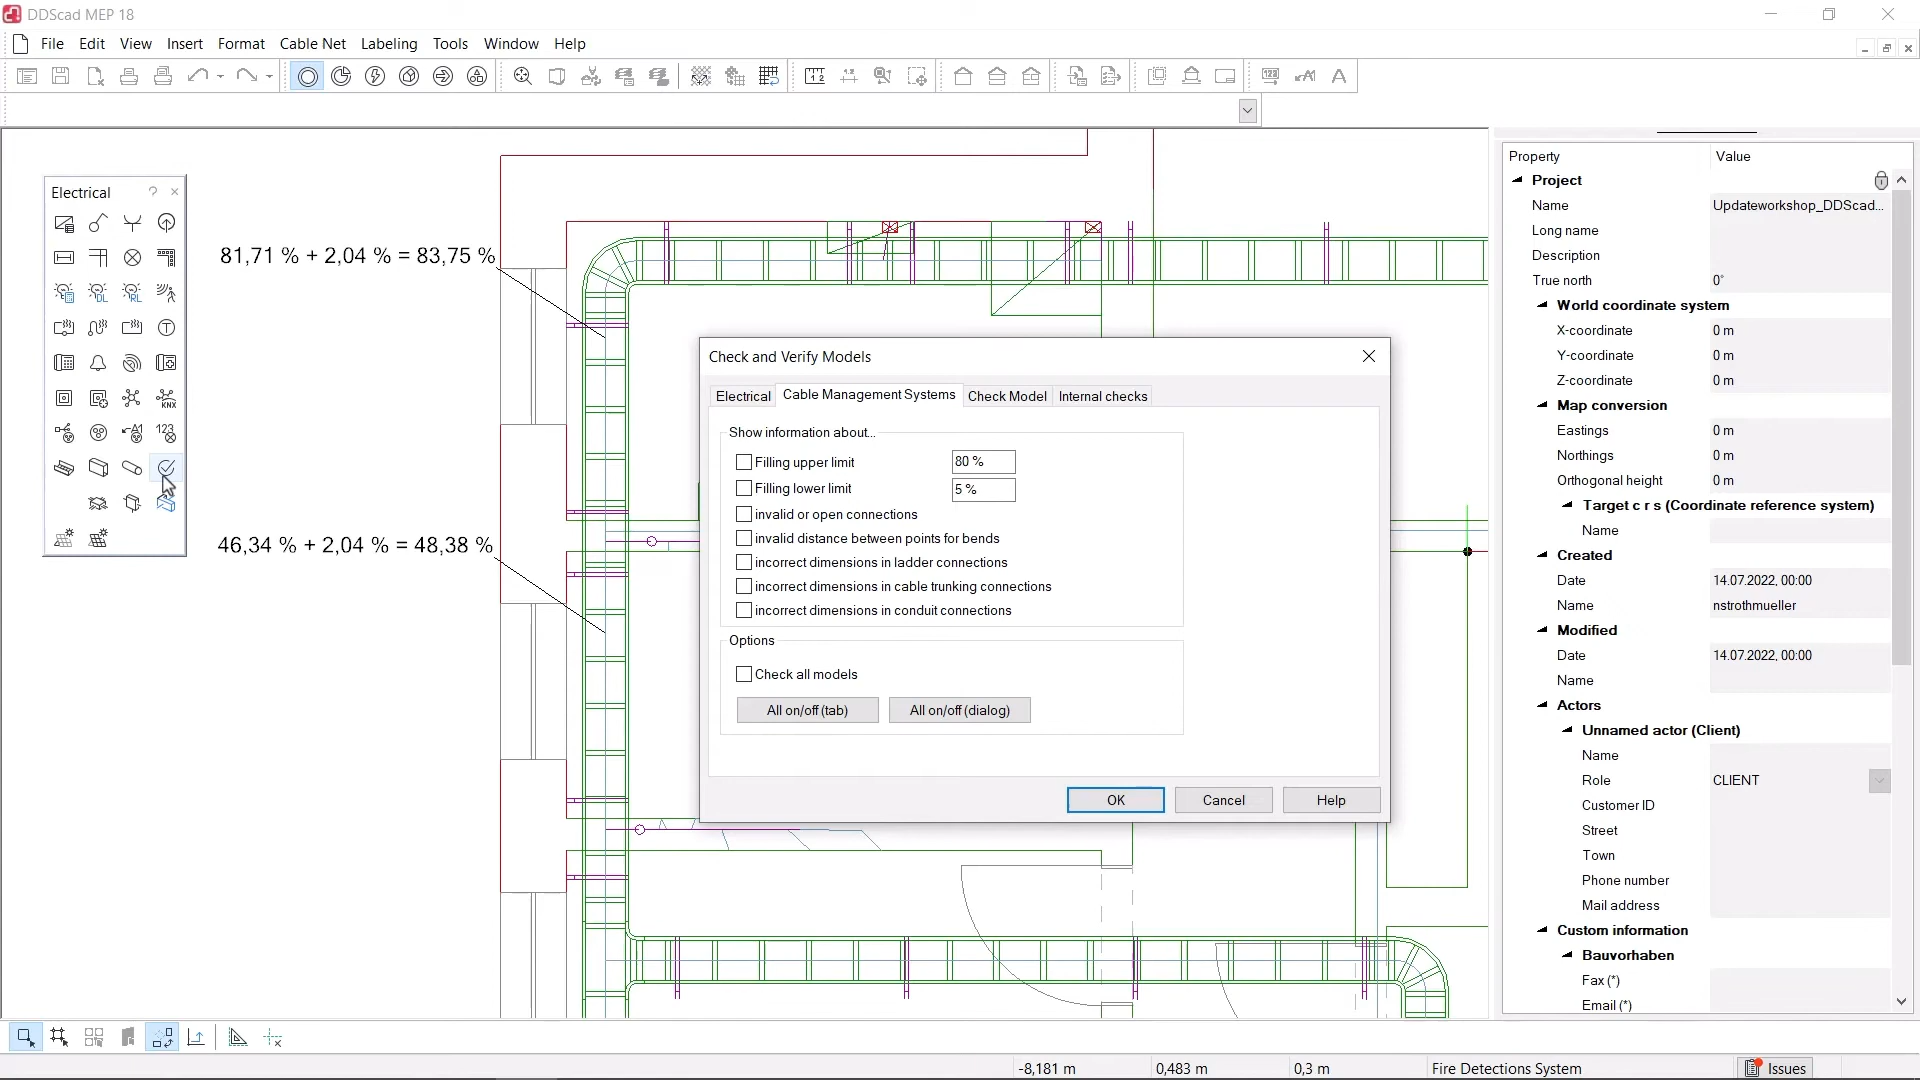 DDScad MEP 18
File Edit View Insert Format Cable Net Labeling Tools Window Help
Electrical ? ×
81,71 % + 2,04 % = 83,75 %
46,34 % + 2,04 % = 48,38 %
Check and Verify Models
Electrical Cable Management Systems Check Model Internal checks
Show information about...
Filling upper limit 80 %
Filling lower limit 5 %
invalid or open connections
invalid distance between points for bends
incorrect dimensions in ladder connections
incorrect dimensions in cable trunking connections
incorrect dimensions in conduit connections
Options
Check all models
All on/off (tab) All on/off (dialog)
OK Cancel Help
Property Value
Project
Name Updateworkshop_DDScad...
Long name
Description
True north 0°
World coordinate system
X-coordinate 0 m
Y-coordinate 0 m
Z-coordinate 0 m
Map conversion
Eastings 0 m
Northings 0 m
Orthogonal height 0 m
Target c r s (Coordinate reference system)
Name
Created
Date 14.07.2022, 00:00
Name nstrothmueller
Modified
Date 14.07.2022, 00:00
Name
Actors
Unnamed actor (Client)
Name
Role CLIENT
Customer ID
Street
Town
Phone number
Mail address
Custom information
Bauvorhaben
Fax (*)
Email (*)
-8,181 m 0,483 m 0,3 m Fire Detections System Issues